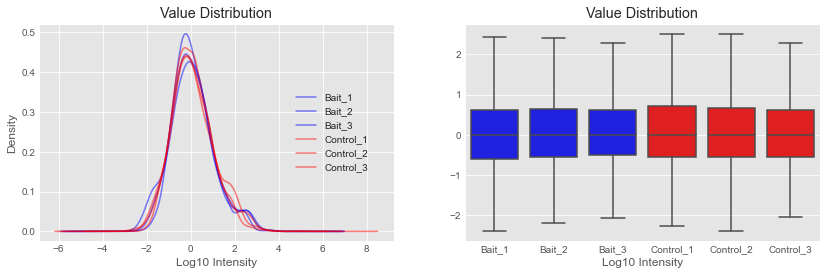 Value Distribution
Density
0.5
0.4
0.3
0.2
0.1
0.0
Bait_1
Bait_2
Bait_3
Control_1
Control_2
Control_3
−6 −4 −2 0 2 4 6 8
Log10 Intensity
Value Distribution
2
1
0
−1
−2
Bait_1 Bait_2 Bait_3 Control_1 Control_2 Control_3
Log10 Intensity